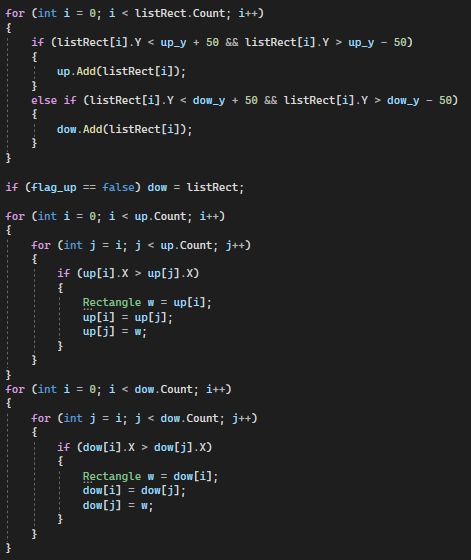 for (int i = 0; i < listRect.Count; i++)
{
    if (listRect[i].Y < up_y + 50 && listRect[i].Y > up_y - 50)
    {
        up.Add(listRect[i]);
    }
    else if (listRect[i].Y < dow_y + 50 && listRect[i].Y > dow_y - 50)
    {
        dow.Add(listRect[i]);
    }
}

if (flag_up == false) dow = listRect;

for (int i = 0; i < up.Count; i++)
{
    for (int j = i; j < up.Count; j++)
    {
        if (up[i].X > up[j].X)
        {
            Rectangle w = up[i];
            up[i] = up[j];
            up[j] = w;
        }
    }
}
for (int i = 0; i < dow.Count; i++)
{
    for (int j = i; j < dow.Count; j++)
    {
        if (dow[i].X > dow[j].X)
        {
            Rectangle w = dow[i];
            dow[i] = dow[j];
            dow[j] = w;
        }
    }
}